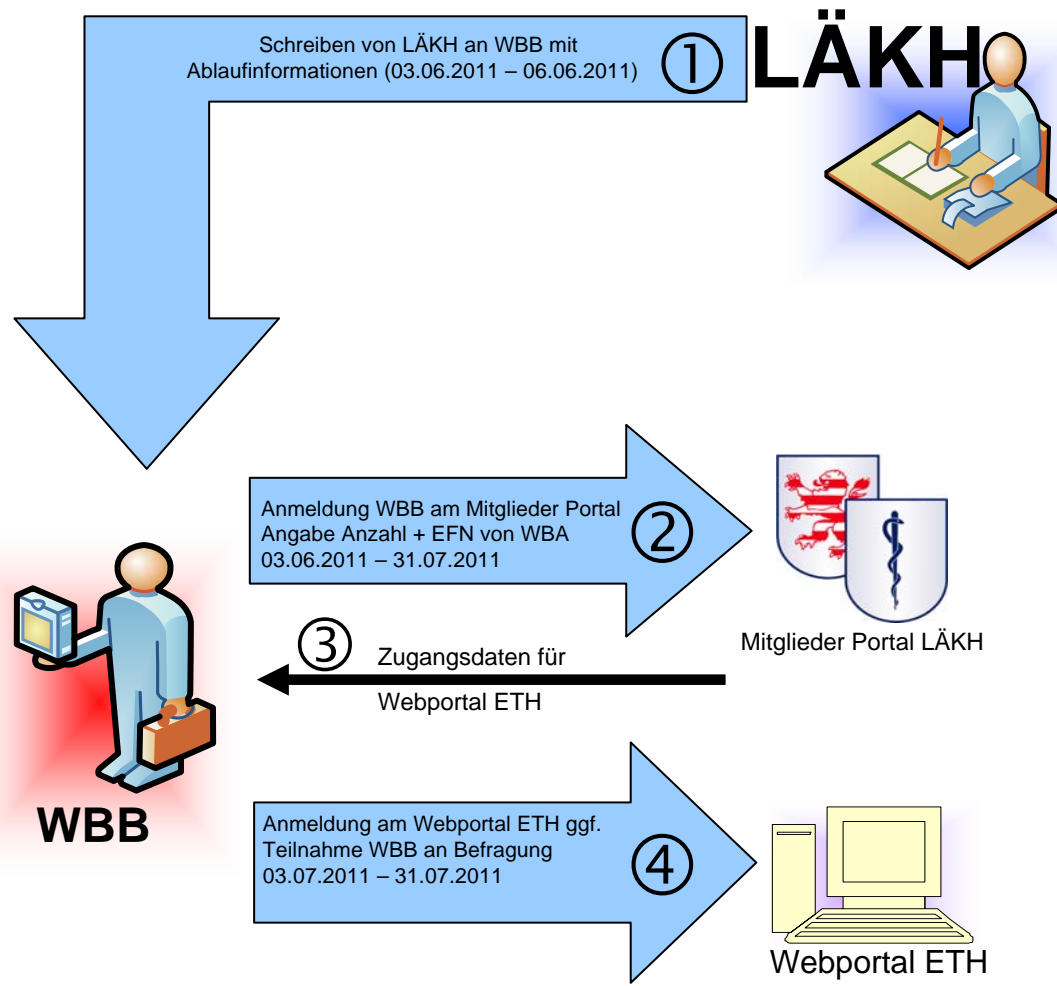 Schreiben von LÄKH an WBB mit
Ablaufinformationen (03.06.2011 – 06.06.2011)
①
LÄKH
Anmeldung WBB am Mitglieder Portal
Angabe Anzahl + EFN von WBA
03.06.2011 – 31.07.2011
②
Mitglieder Portal LÄKH
③
Zugangsdaten für
Webportal ETH
WBB
Anmeldung am Webportal ETH ggf.
Teilnahme WBB an Befragung
03.07.2011 – 31.07.2011
④
Webportal ETH